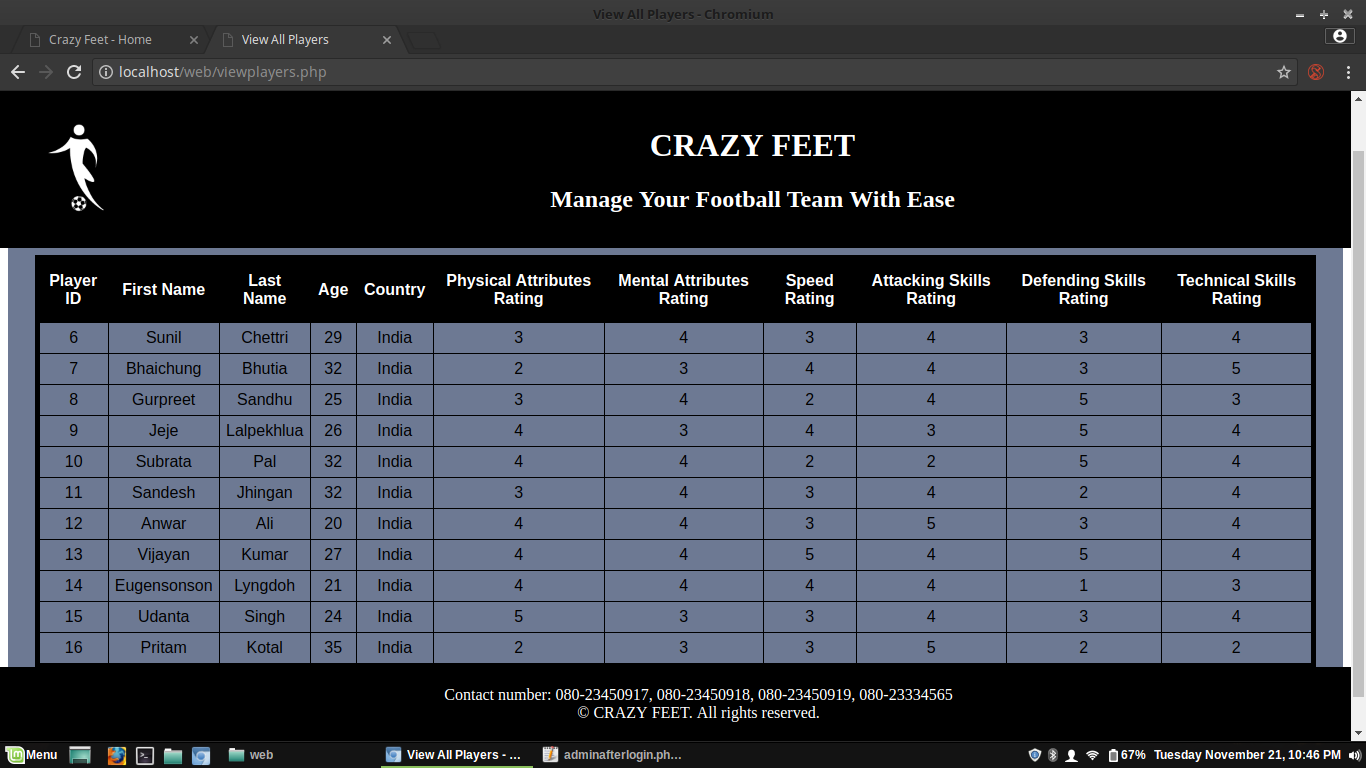 View All Players - Chromium
Crazy Feet - Home
View All Players
localhost/web/viewplayers.php
CRAZY FEET
Manage Your Football Team With Ease
Player ID First Name Last Name Age Country Physical Attributes Rating Mental Attributes Rating Speed Rating Attacking Skills Rating Defending Skills Rating Technical Skills Rating
6 Sunil Chettri 29 India 3 4 3 4 3 4
7 Bhaichung Bhutia 32 India 2 3 4 4 3 5
8 Gurpreet Sandhu 25 India 3 4 2 4 5 3
9 Jeje Lalpekhlua 26 India 4 3 4 3 5 4
10 Subrata Pal 32 India 4 4 2 2 5 4
11 Sandesh Jhingan 32 India 3 4 3 4 2 4
12 Anwar Ali 20 India 4 4 3 5 3 4
13 Vijayan Kumar 27 India 4 4 5 4 5 4
14 Eugensonson Lyngdoh 21 India 4 4 4 4 1 3
15 Udanta Singh 24 India 5 3 3 4 3 4
16 Pritam Kotal 35 India 2 3 3 5 2 2
Contact number: 080-23450917, 080-23450918, 080-23450919, 080-23334565
© CRAZY FEET. All rights reserved.
Menu web View All Players - ... adminafterlogin.ph... 67% Tuesday November 21, 10:46 PM